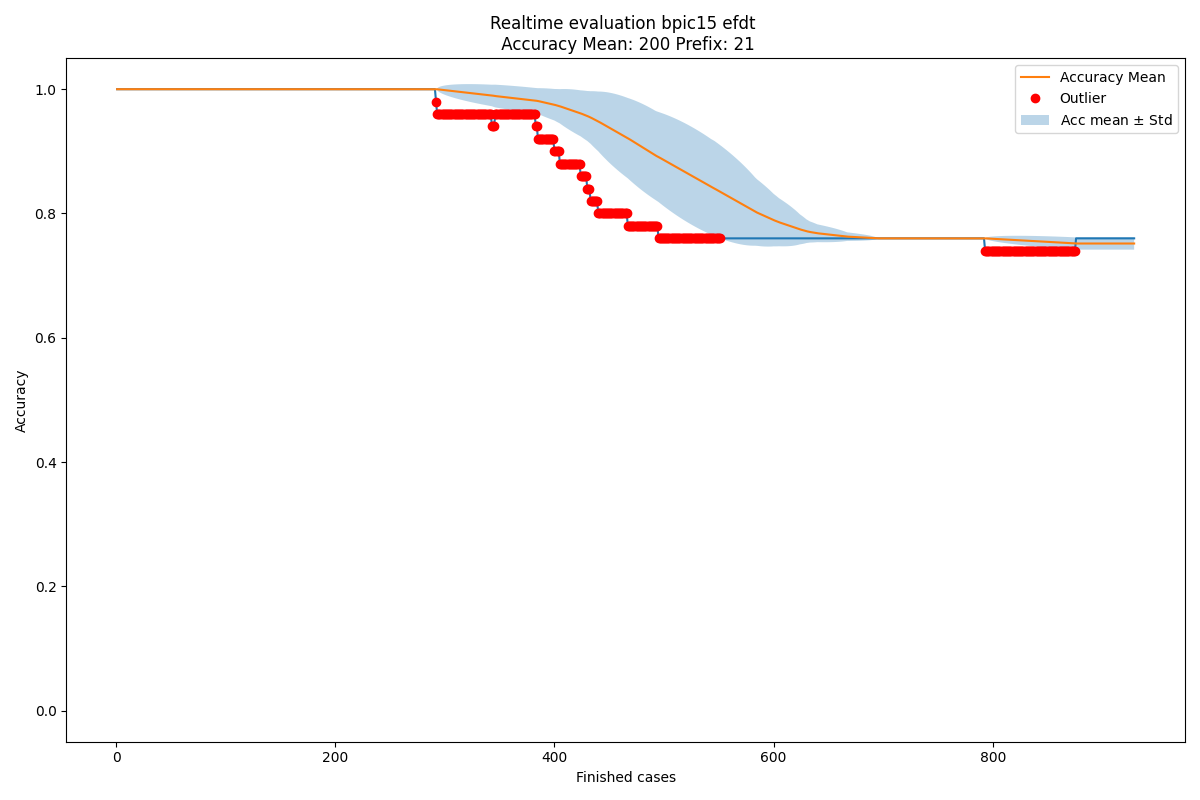 Realtime evaluation bpic15 efdt
Accuracy Mean: 200 Prefix: 21
Accuracy Mean
Outlier
Acc mean ± Std
1.0
0.8
0.6
0.4
0.2
0.0
Accuracy
0
200
400
600
800
Finished cases